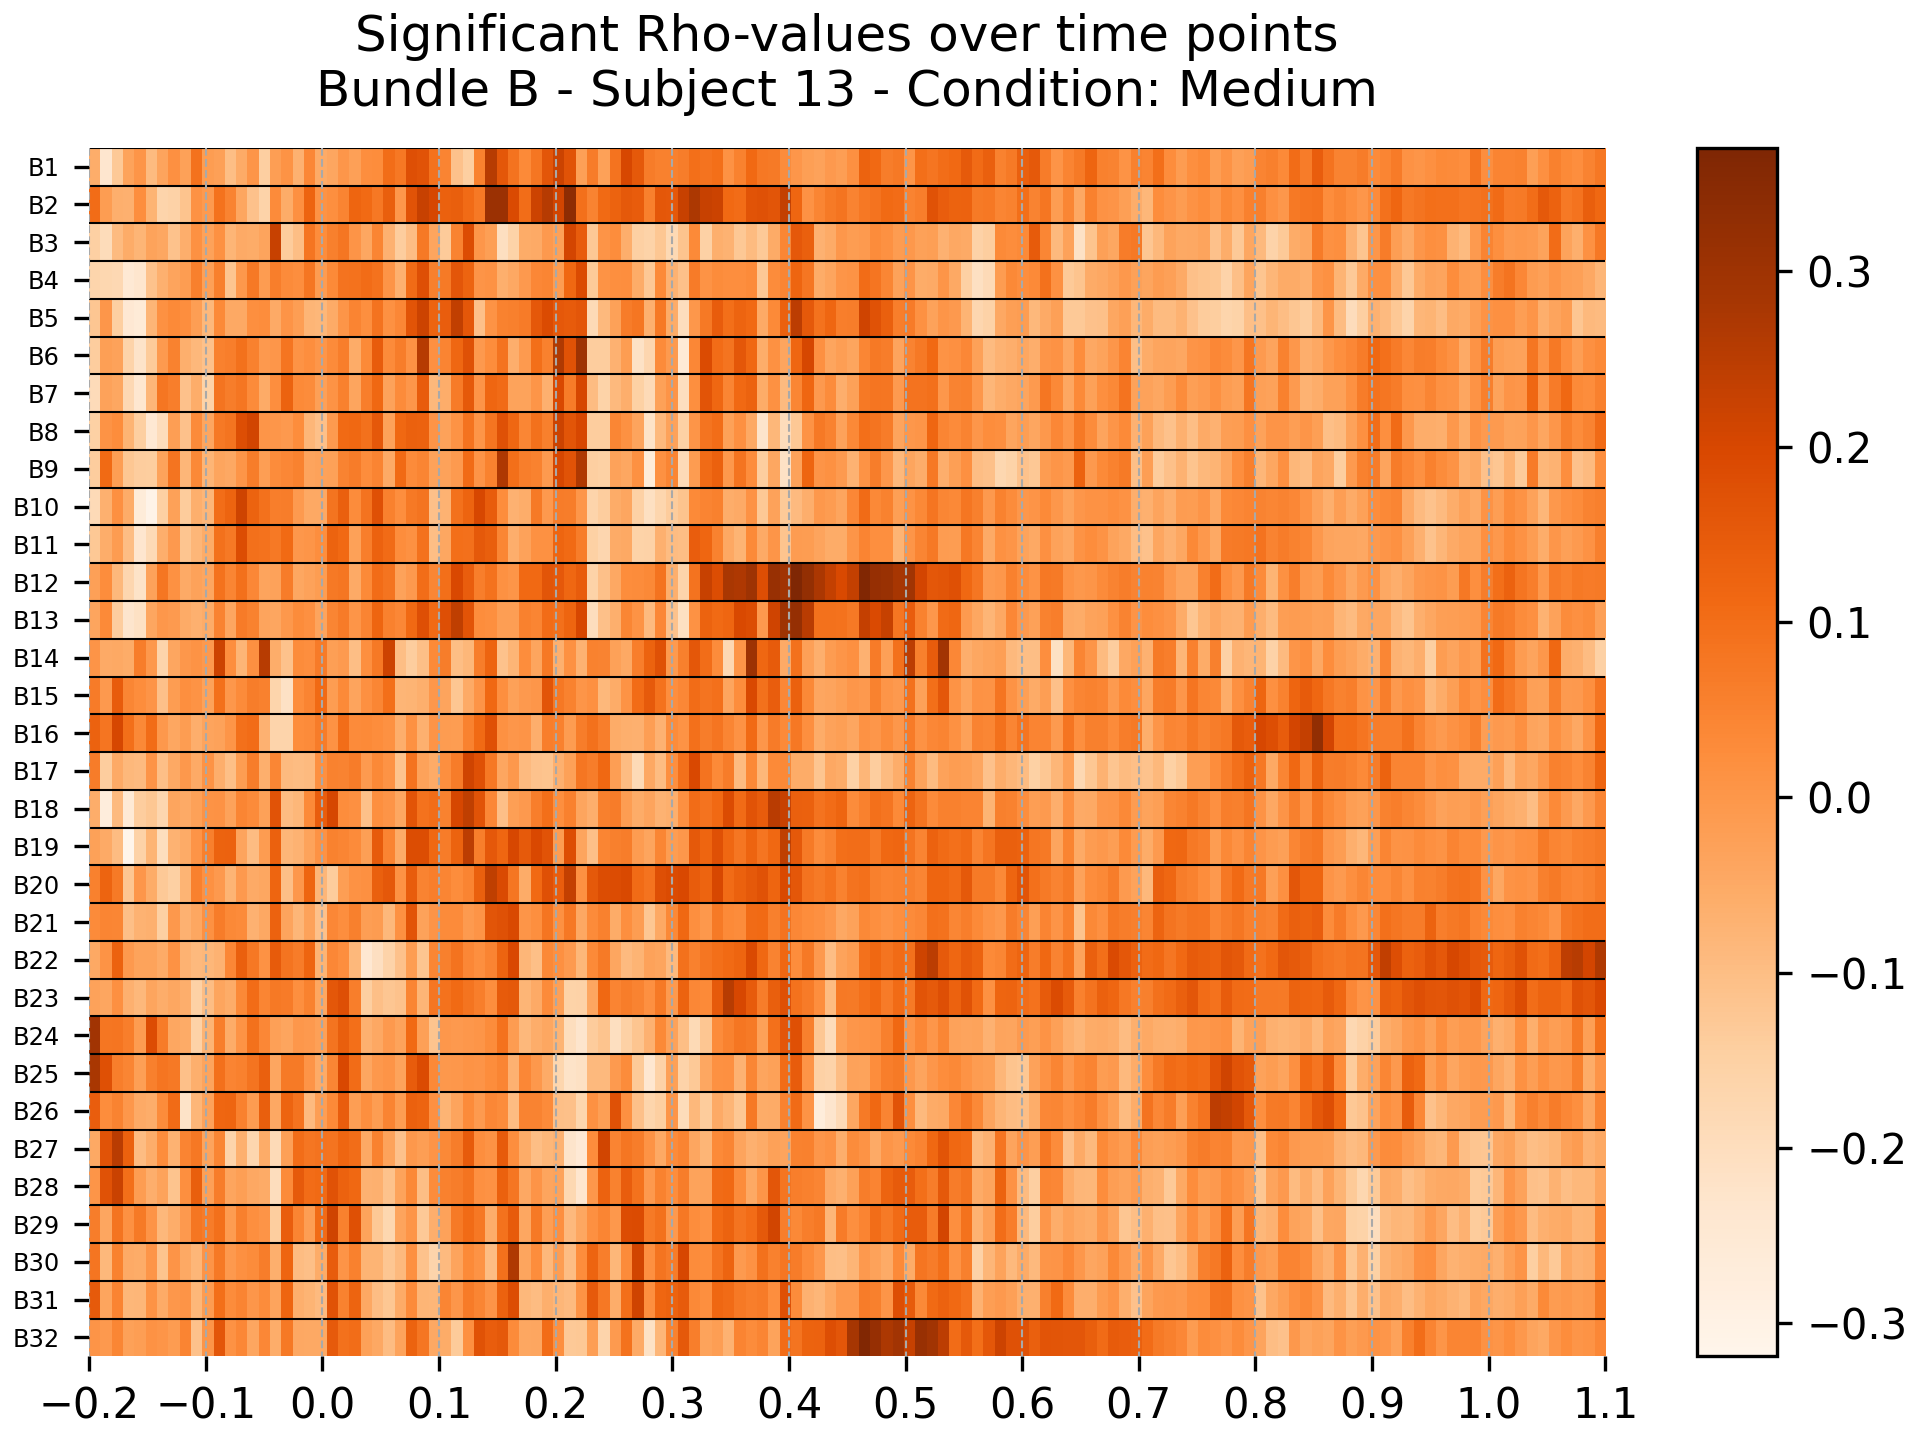 Significant Rho-values over time points
Bundle B - Subject 13 - Condition: Medium
B1
B2
B3
B4
B5
B6
B7
B8
B9
B10
B11
B12
B13
B14
B15
B16
B17
B18
B19
B20
B21
B22
B23
B24
B25
B26
B27
B28
B29
B30
B31
B32
−0.2 −0.1 0.0 0.1 0.2 0.3 0.4 0.5 0.6 0.7 0.8 0.9 1.0 1.1
0.3
0.2
0.1
0.0
−0.1
−0.2
−0.3